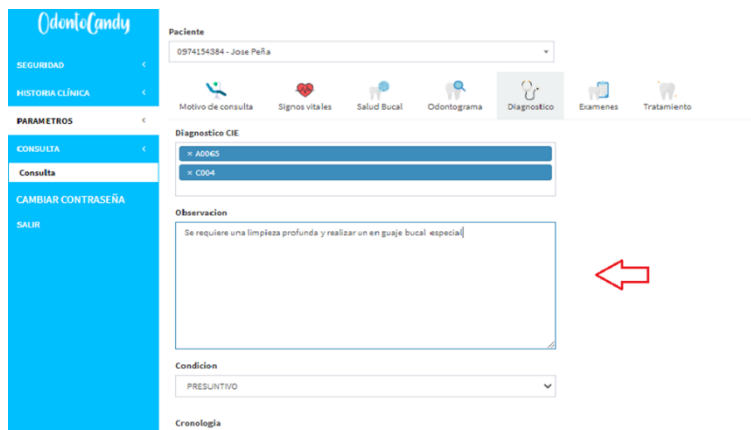 OdontoCandy
SEGURIDAD
HISTORIA CLÍNICA
PARAMETROS
CONSULTA
Consulta
CAMBIAR CONTRASEÑA
SALIR
Paciente
0974154384 - Jose Peña
Motivo de consulta
Signos vitales
Salud Bucal
Odontograma
Diagnostico
Examenes
Tratamiento
Diagnostico CIE
× A0065
× C004
Observacion
Se requiere una limpieza profunda y realizar un en guaje bucal especial
Condicion
PRESUNTIVO
Cronologia